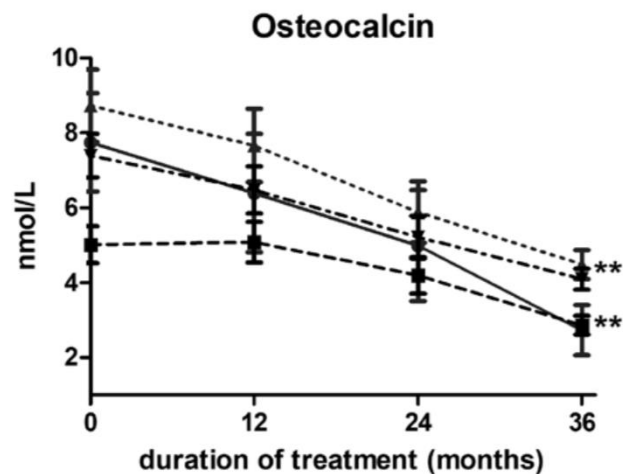 Osteocalcin
10
8
6
4
2
nmol/L
**
**
0 12 24 36
duration of treatment (months)